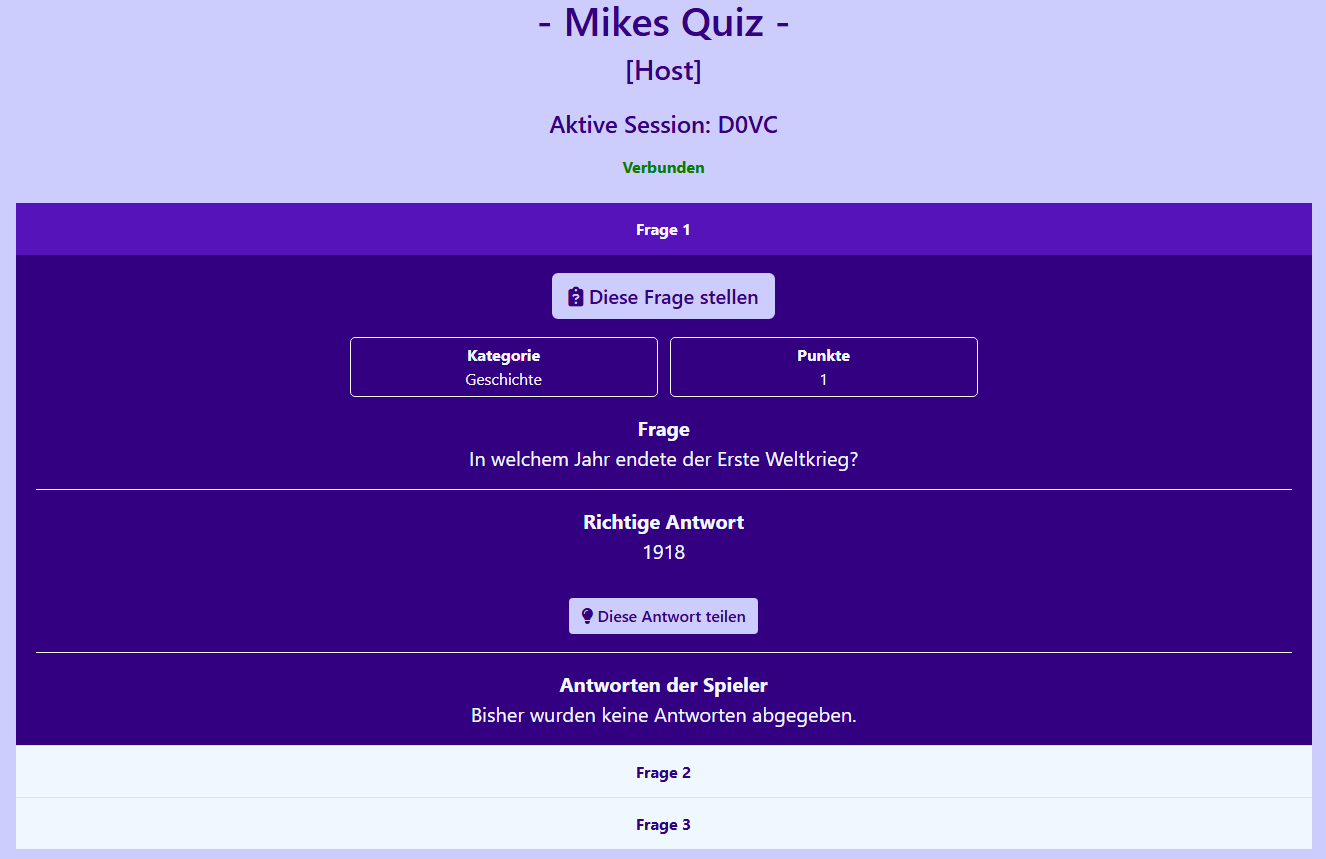 - Mikes Quiz -
[Host]
Aktive Session: D0VC
Verbunden
Frage 1
Diese Frage stellen
Kategorie
Geschichte
Punkte
1
Frage
In welchem Jahr endete der Erste Weltkrieg?
Richtige Antwort
1918
Diese Antwort teilen
Antworten der Spieler
Bisher wurden keine Antworten abgegeben.
Frage 2
Frage 3